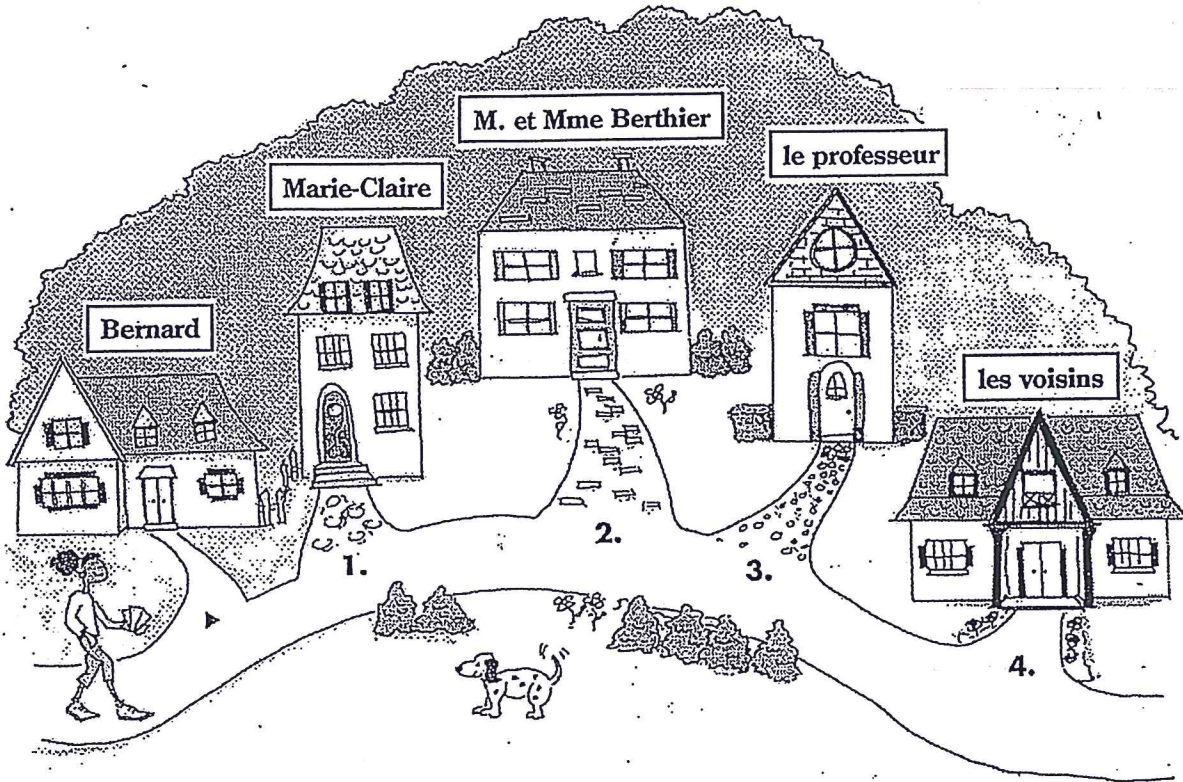 M. et Mme Berthier
le professeur
Marie-Claire
Bernard
les voisins
1.
2.
3.
4.